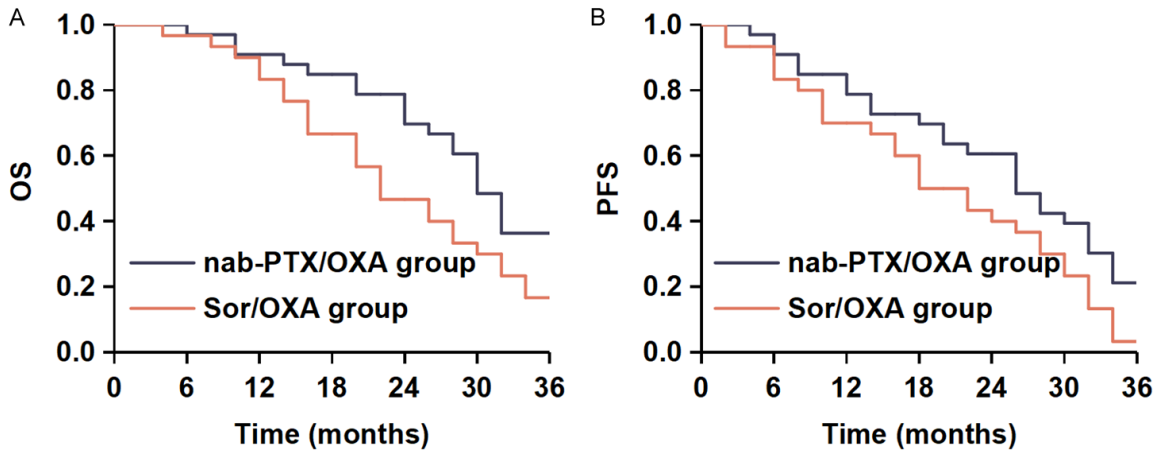 A
1.0
0.8
0.6
0.4
0.2
0.0
OS
nab-PTX/OXA group
Sor/OXA group
0 6 12 18 24 30 36
Time (months)
B
1.0
0.8
0.6
0.4
0.2
0.0
PFS
nab-PTX/OXA group
Sor/OXA group
0 6 12 18 24 30 36
Time (months)